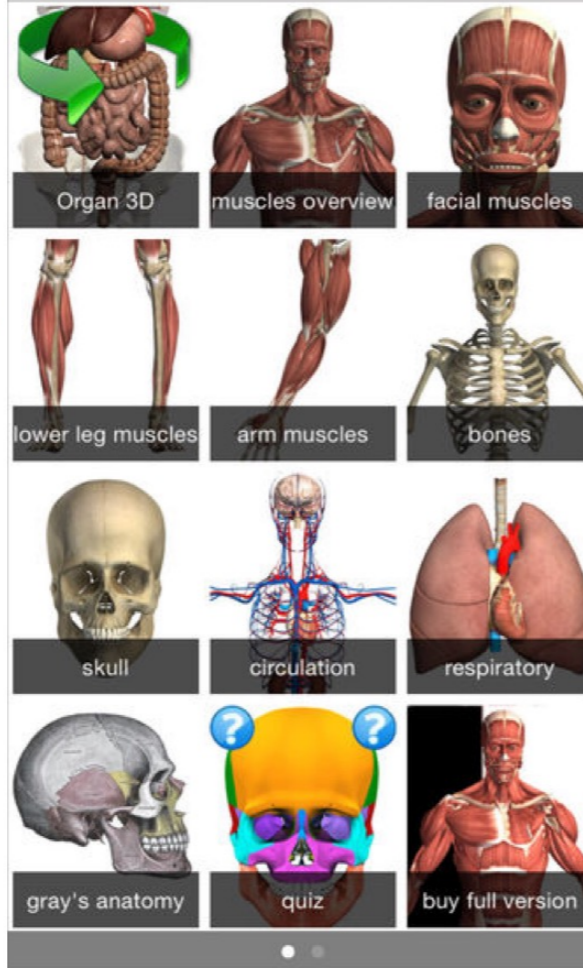 Organ 3D
muscles overview
facial muscles
lower leg muscles
arm muscles
bones
skull
circulation
respiratory
gray's anatomy
? ?
quiz
buy full version